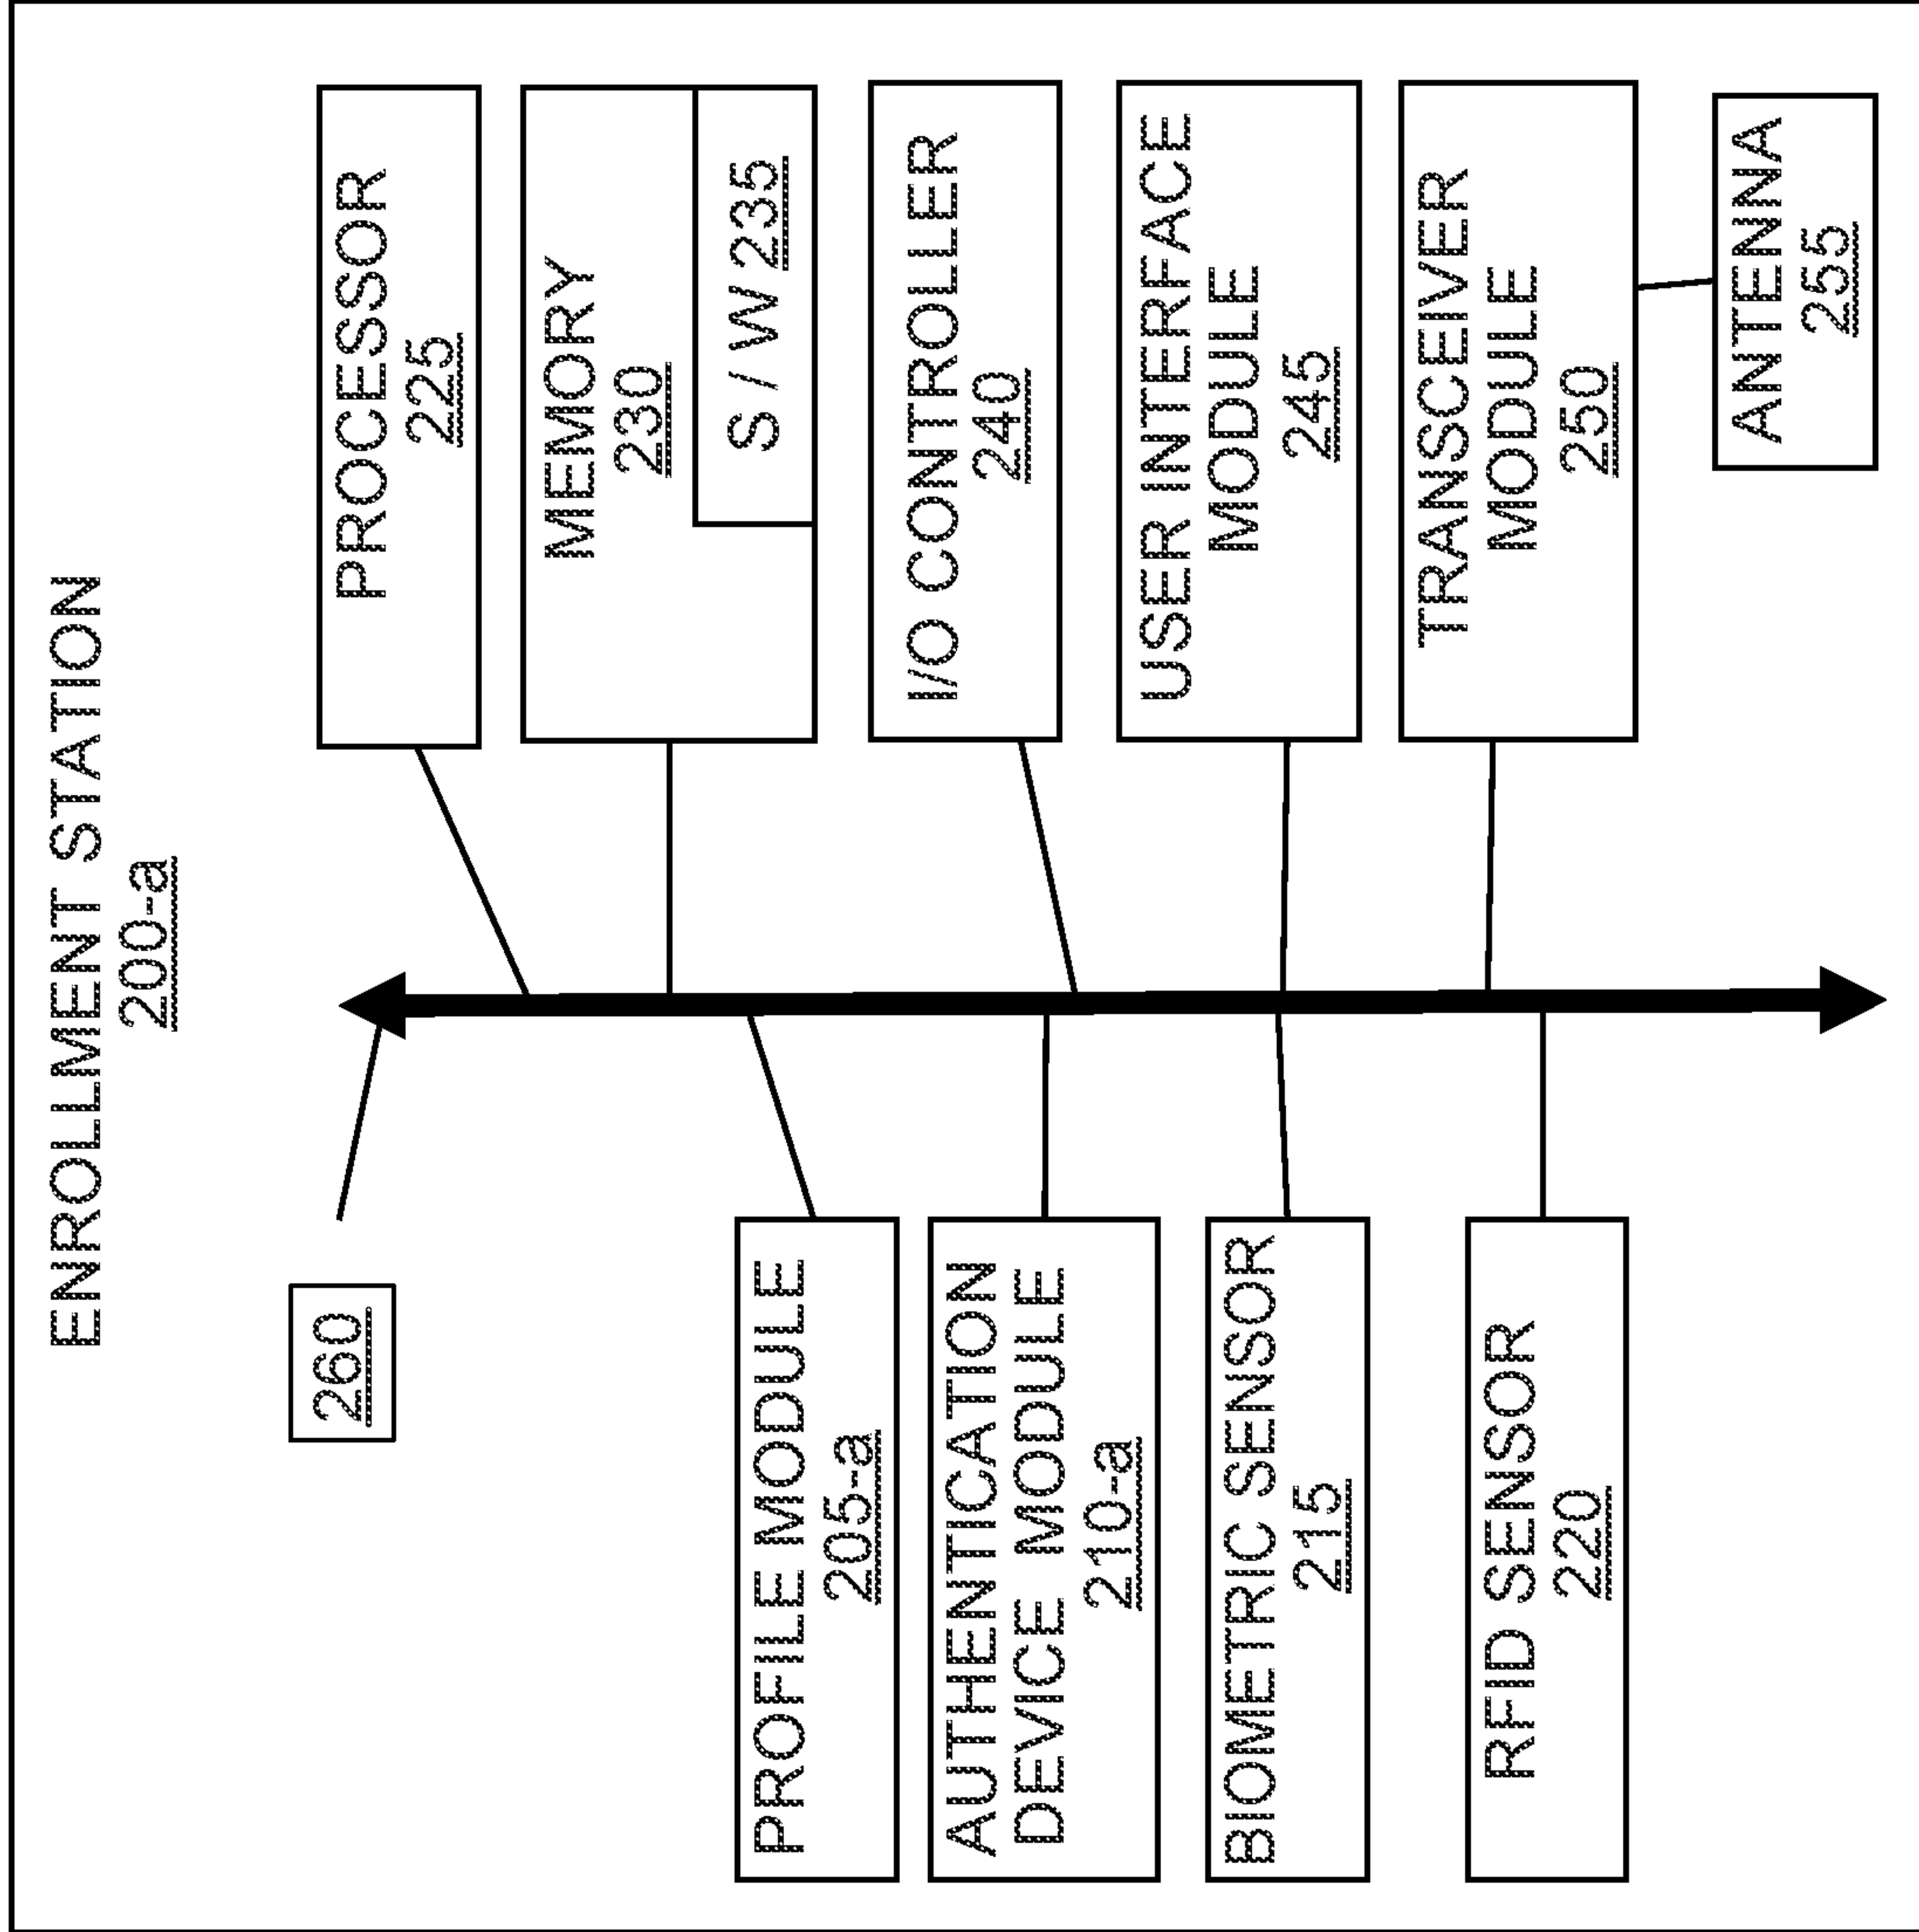 ENROLLMENT STATION
200-a
260
PROFILE MODULE
205-a
AUTHENTICATION
DEVICE MODULE
210-a
BIOMETRIC SENSOR
215
RFID SENSOR
220
PROCESSOR
225
MEMORY
230
S / W 235
I/O CONTROLLER
240
USER INTERFACE
MODULE
245
TRANSCEIVER
MODULE
250
ANTENNA
255